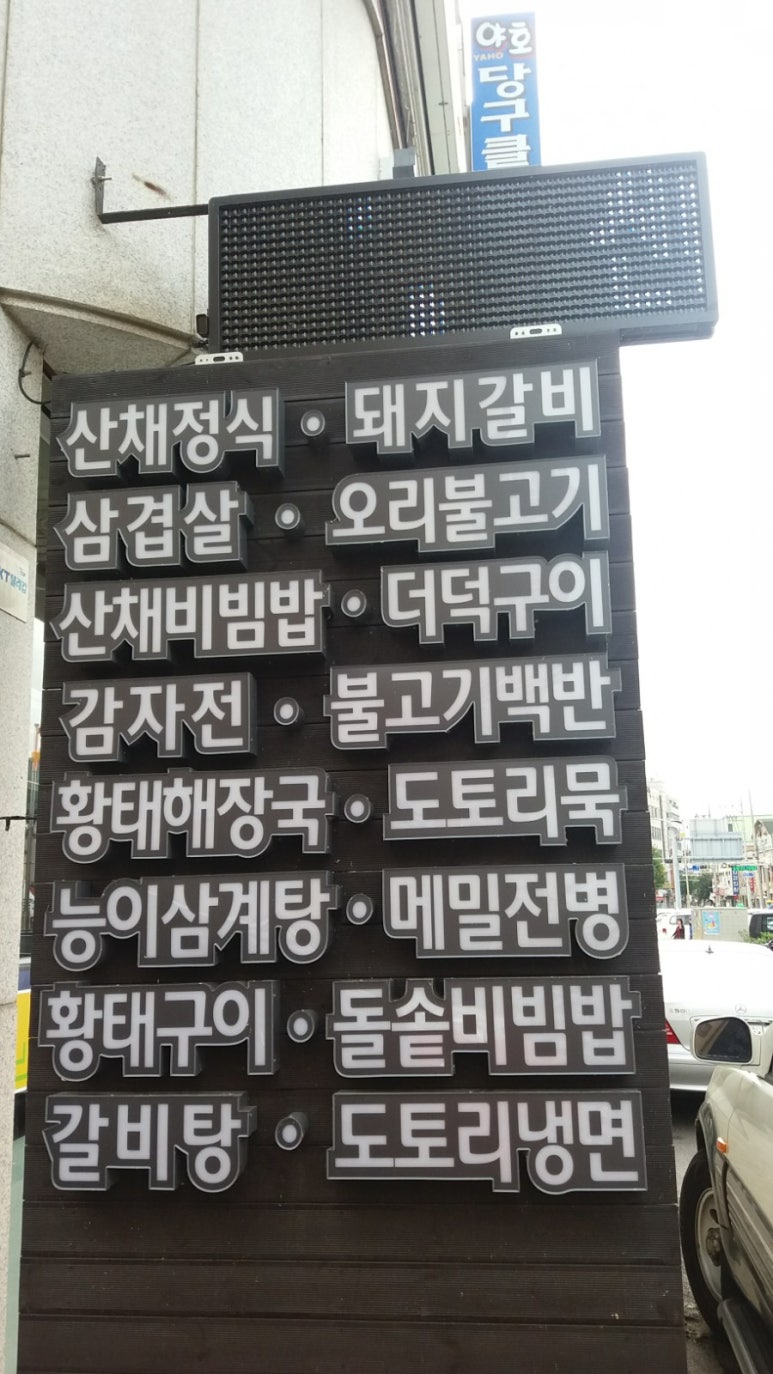 야호
YAHO
당구클
산채정식 • 돼지갈비
삼겹살 • 오리불고기
산채비빔밥 • 더덕구이
감자전 • 불고기백반
황태해장국 • 도토리묵
능이삼계탕 • 메밀전병
황태구이 • 돌솥비빔밥
갈비탕 • 도토리냉면